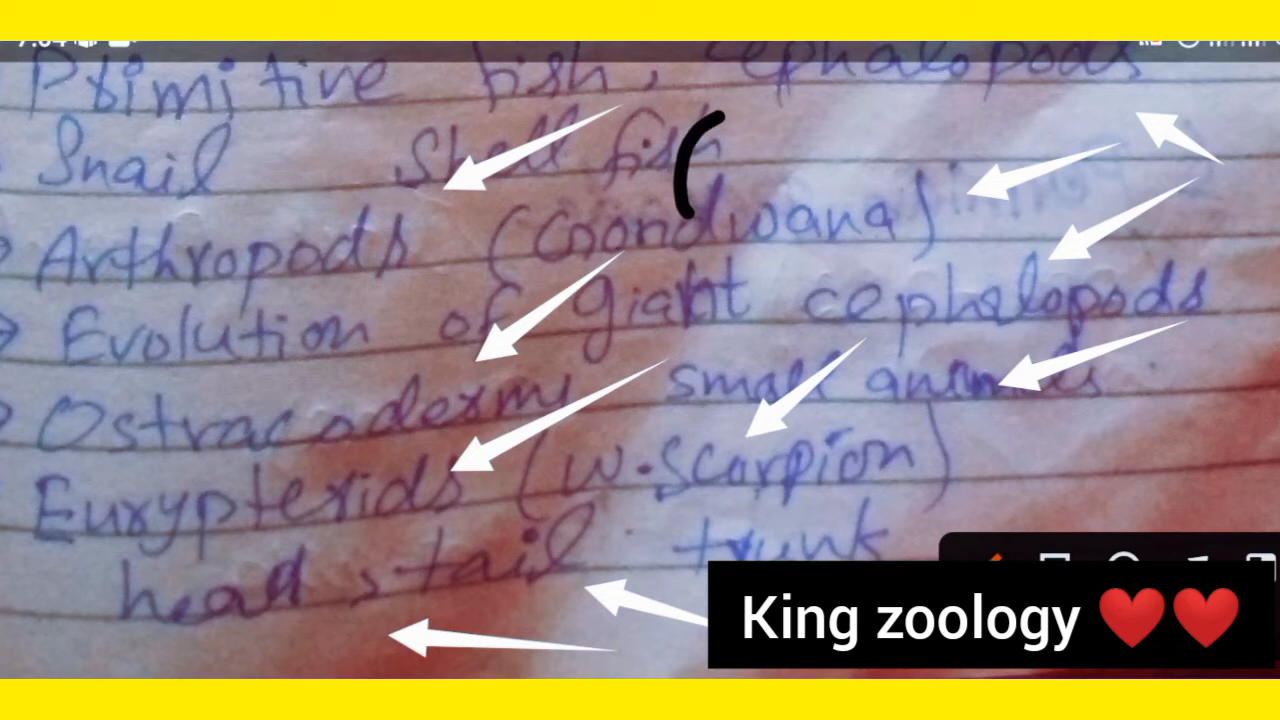 Primitive fish, cephalopods
Snail Shell fish
Arthropods (Gondwana)
Evolution of giant cephalopods
Ostracoderms small animals
Eurypterids (w.scorpion)
head, tail trunk
King zoology ❤️❤️